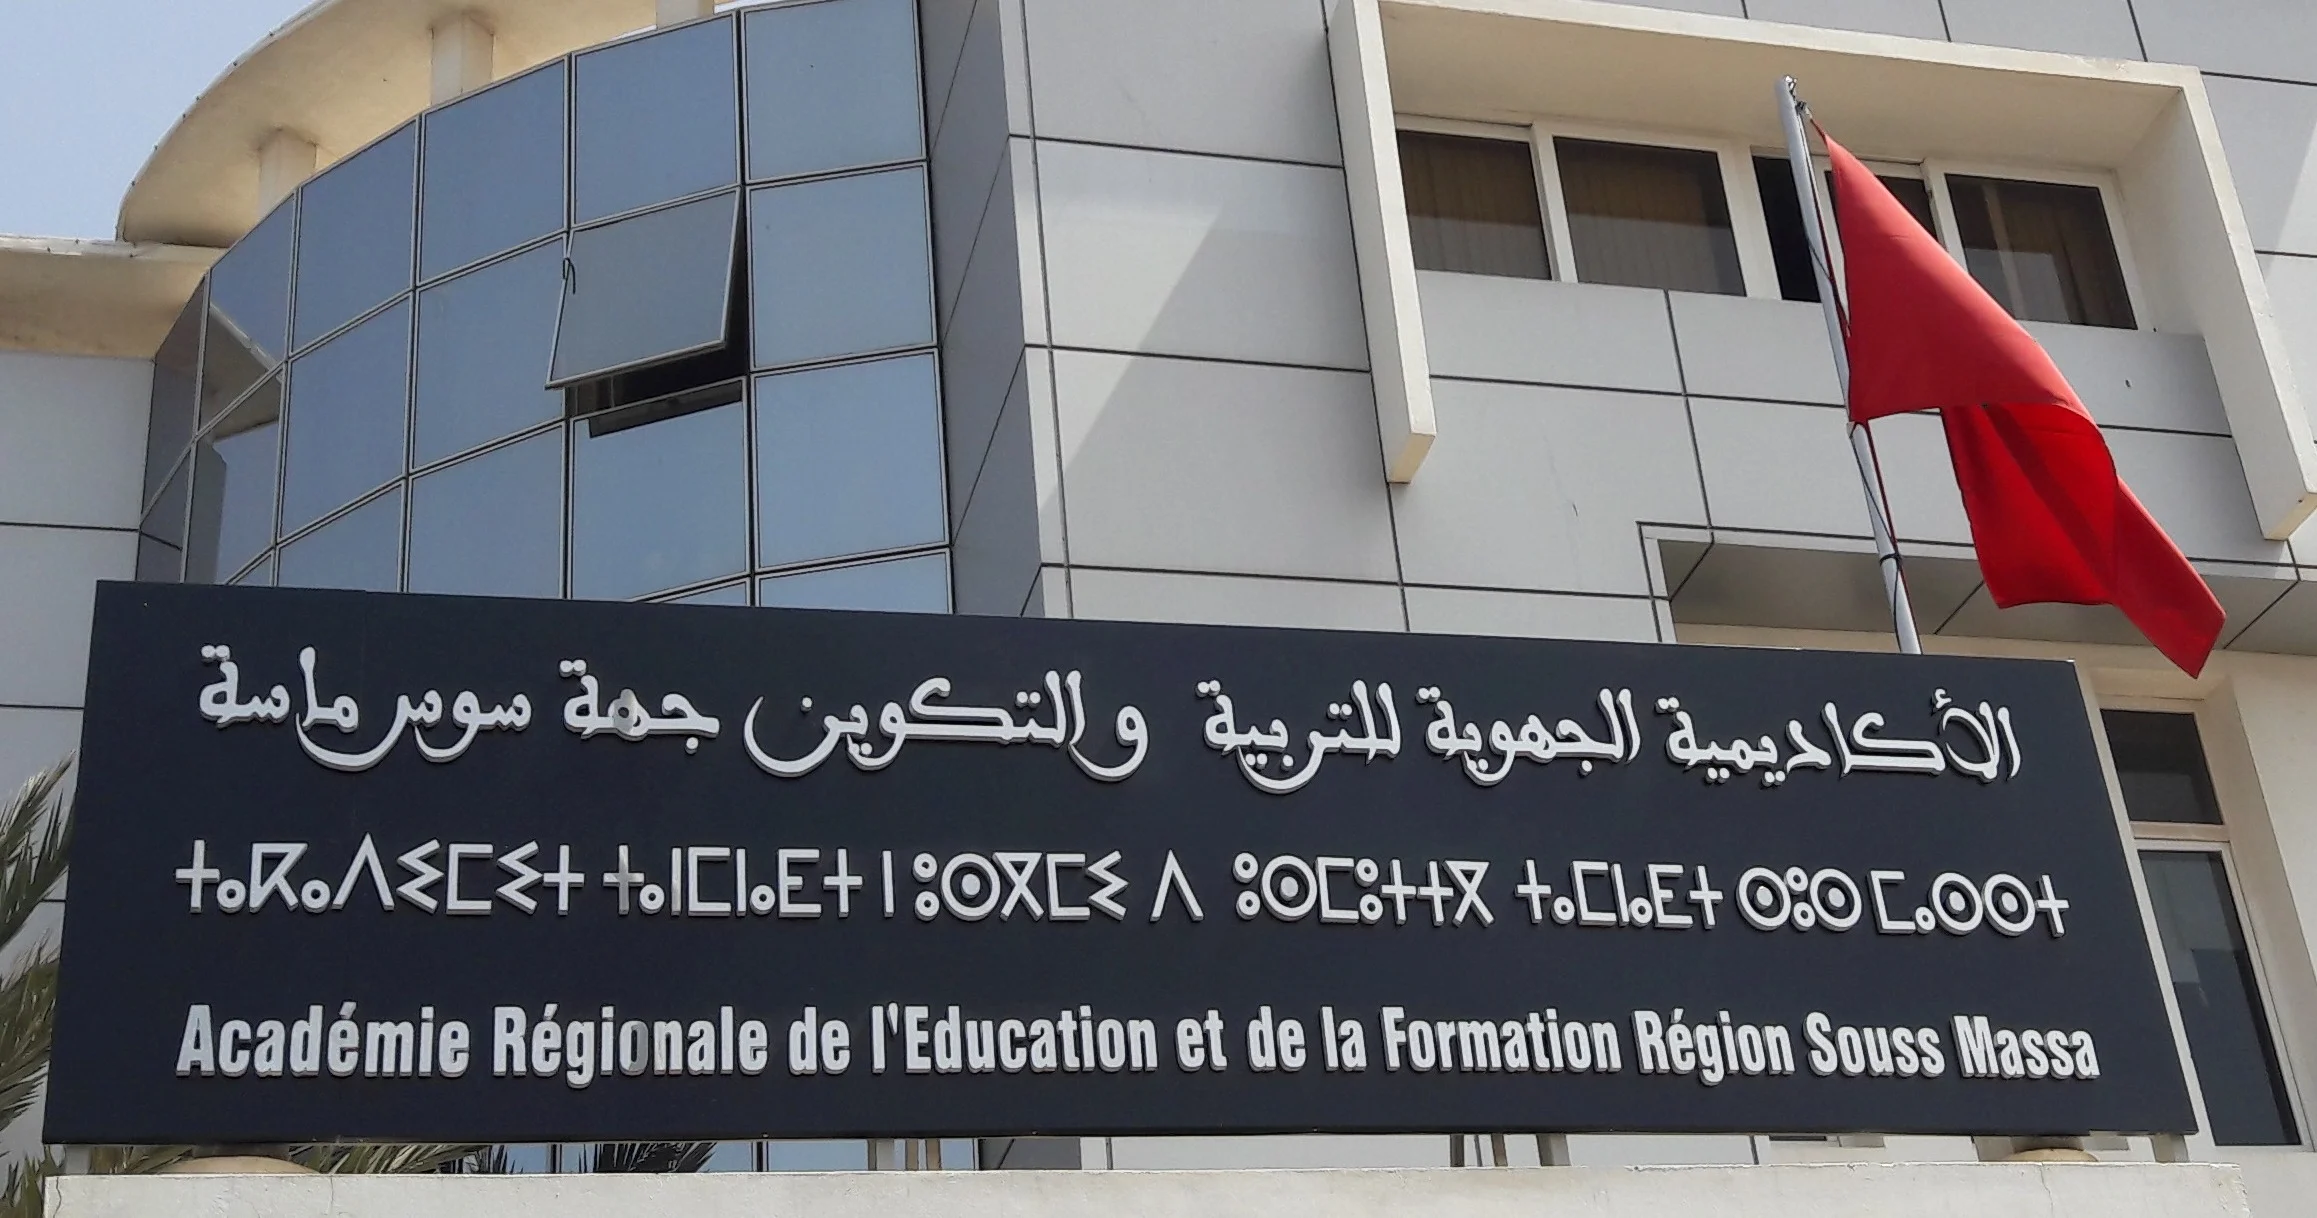 الأكاديمية الجهوية للتربية والتكوين جهة سوس ماسة
ⵜⴰⴽⴰⴷⵉⵎⵉⵜ ⵜⴰⵏⵎⵏⴰⴹⵜ ⵏ ⵓⵙⴳⵎⵉ ⴷ ⵓⵙⵎⵓⵜⵜⴳ ⵜⴰⵎⵏⴰⴹⵜ ⵙⵓⵙ ⵎⴰⵙⵙⵜ
Académie Régionale de l'Education et de la Formation Région Souss Massa